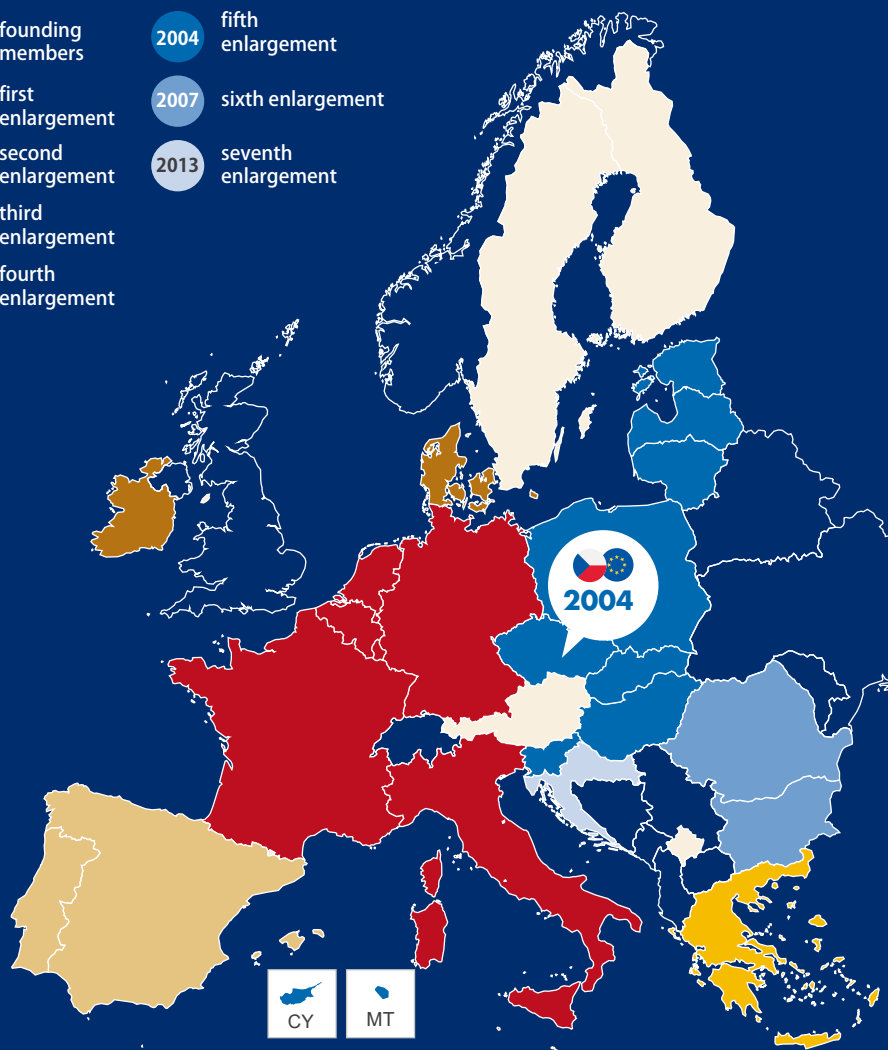 founding
members
first
enlargement
second
enlargement
third
enlargement
fourth
enlargement
2004
fifth
enlargement
2007
sixth enlargement
2013
seventh
enlargement
2004
CY
MT